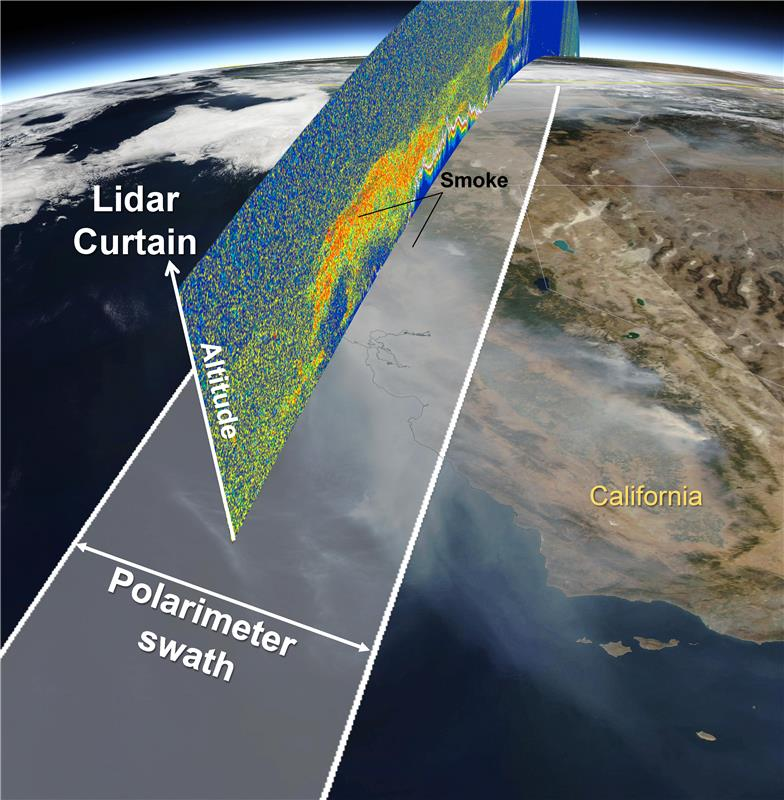 Smoke
Lidar
Curtain
Altitude
California
Polarimeter
swath